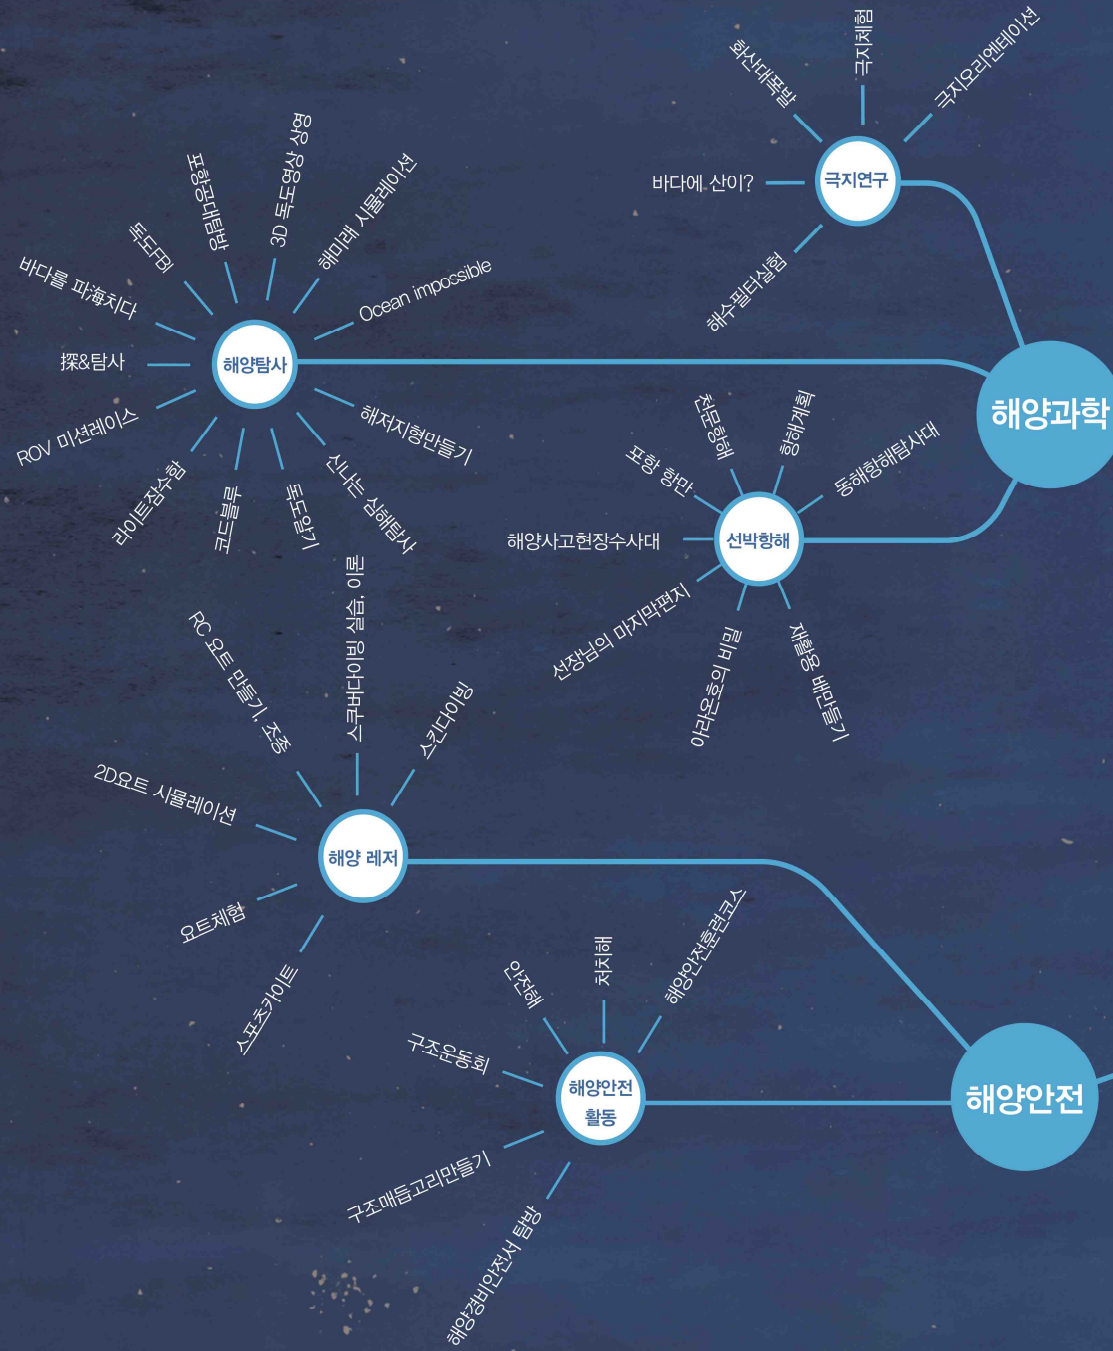 극지체험
화산대폭발
극지오리엔테이션
바다에 산이?
극지연구
해수필터실험
3D 독도영상 상영
포항공대탐방
해미래 시뮬레이션
독도FBI
바다를 파海치다
Ocean impossible
探&탐사
해양탐사
ROV 미션레이스
해저지형만들기
라이트잠수함
코드블루
독도알기
신나는 심해탐사
해양과학
천문항해
항해계획
포항 항만
동해항해탐사대
해양사고현장수사대
선박항해
선장님의 마지막편지
아라온호의 비밀
재활용 배만들기
스쿠버다이빙 실습, 이론
RC 요트 만들기, 조종
스킨다이빙
2D요트 시뮬레이션
해양 레저
요트체험
스포츠카이트
안전해
처치해
해양안전훈련코스
구조운동회
해양안전
활동
해양안전
구조매듭고리만들기
해양경비안전서 탐방